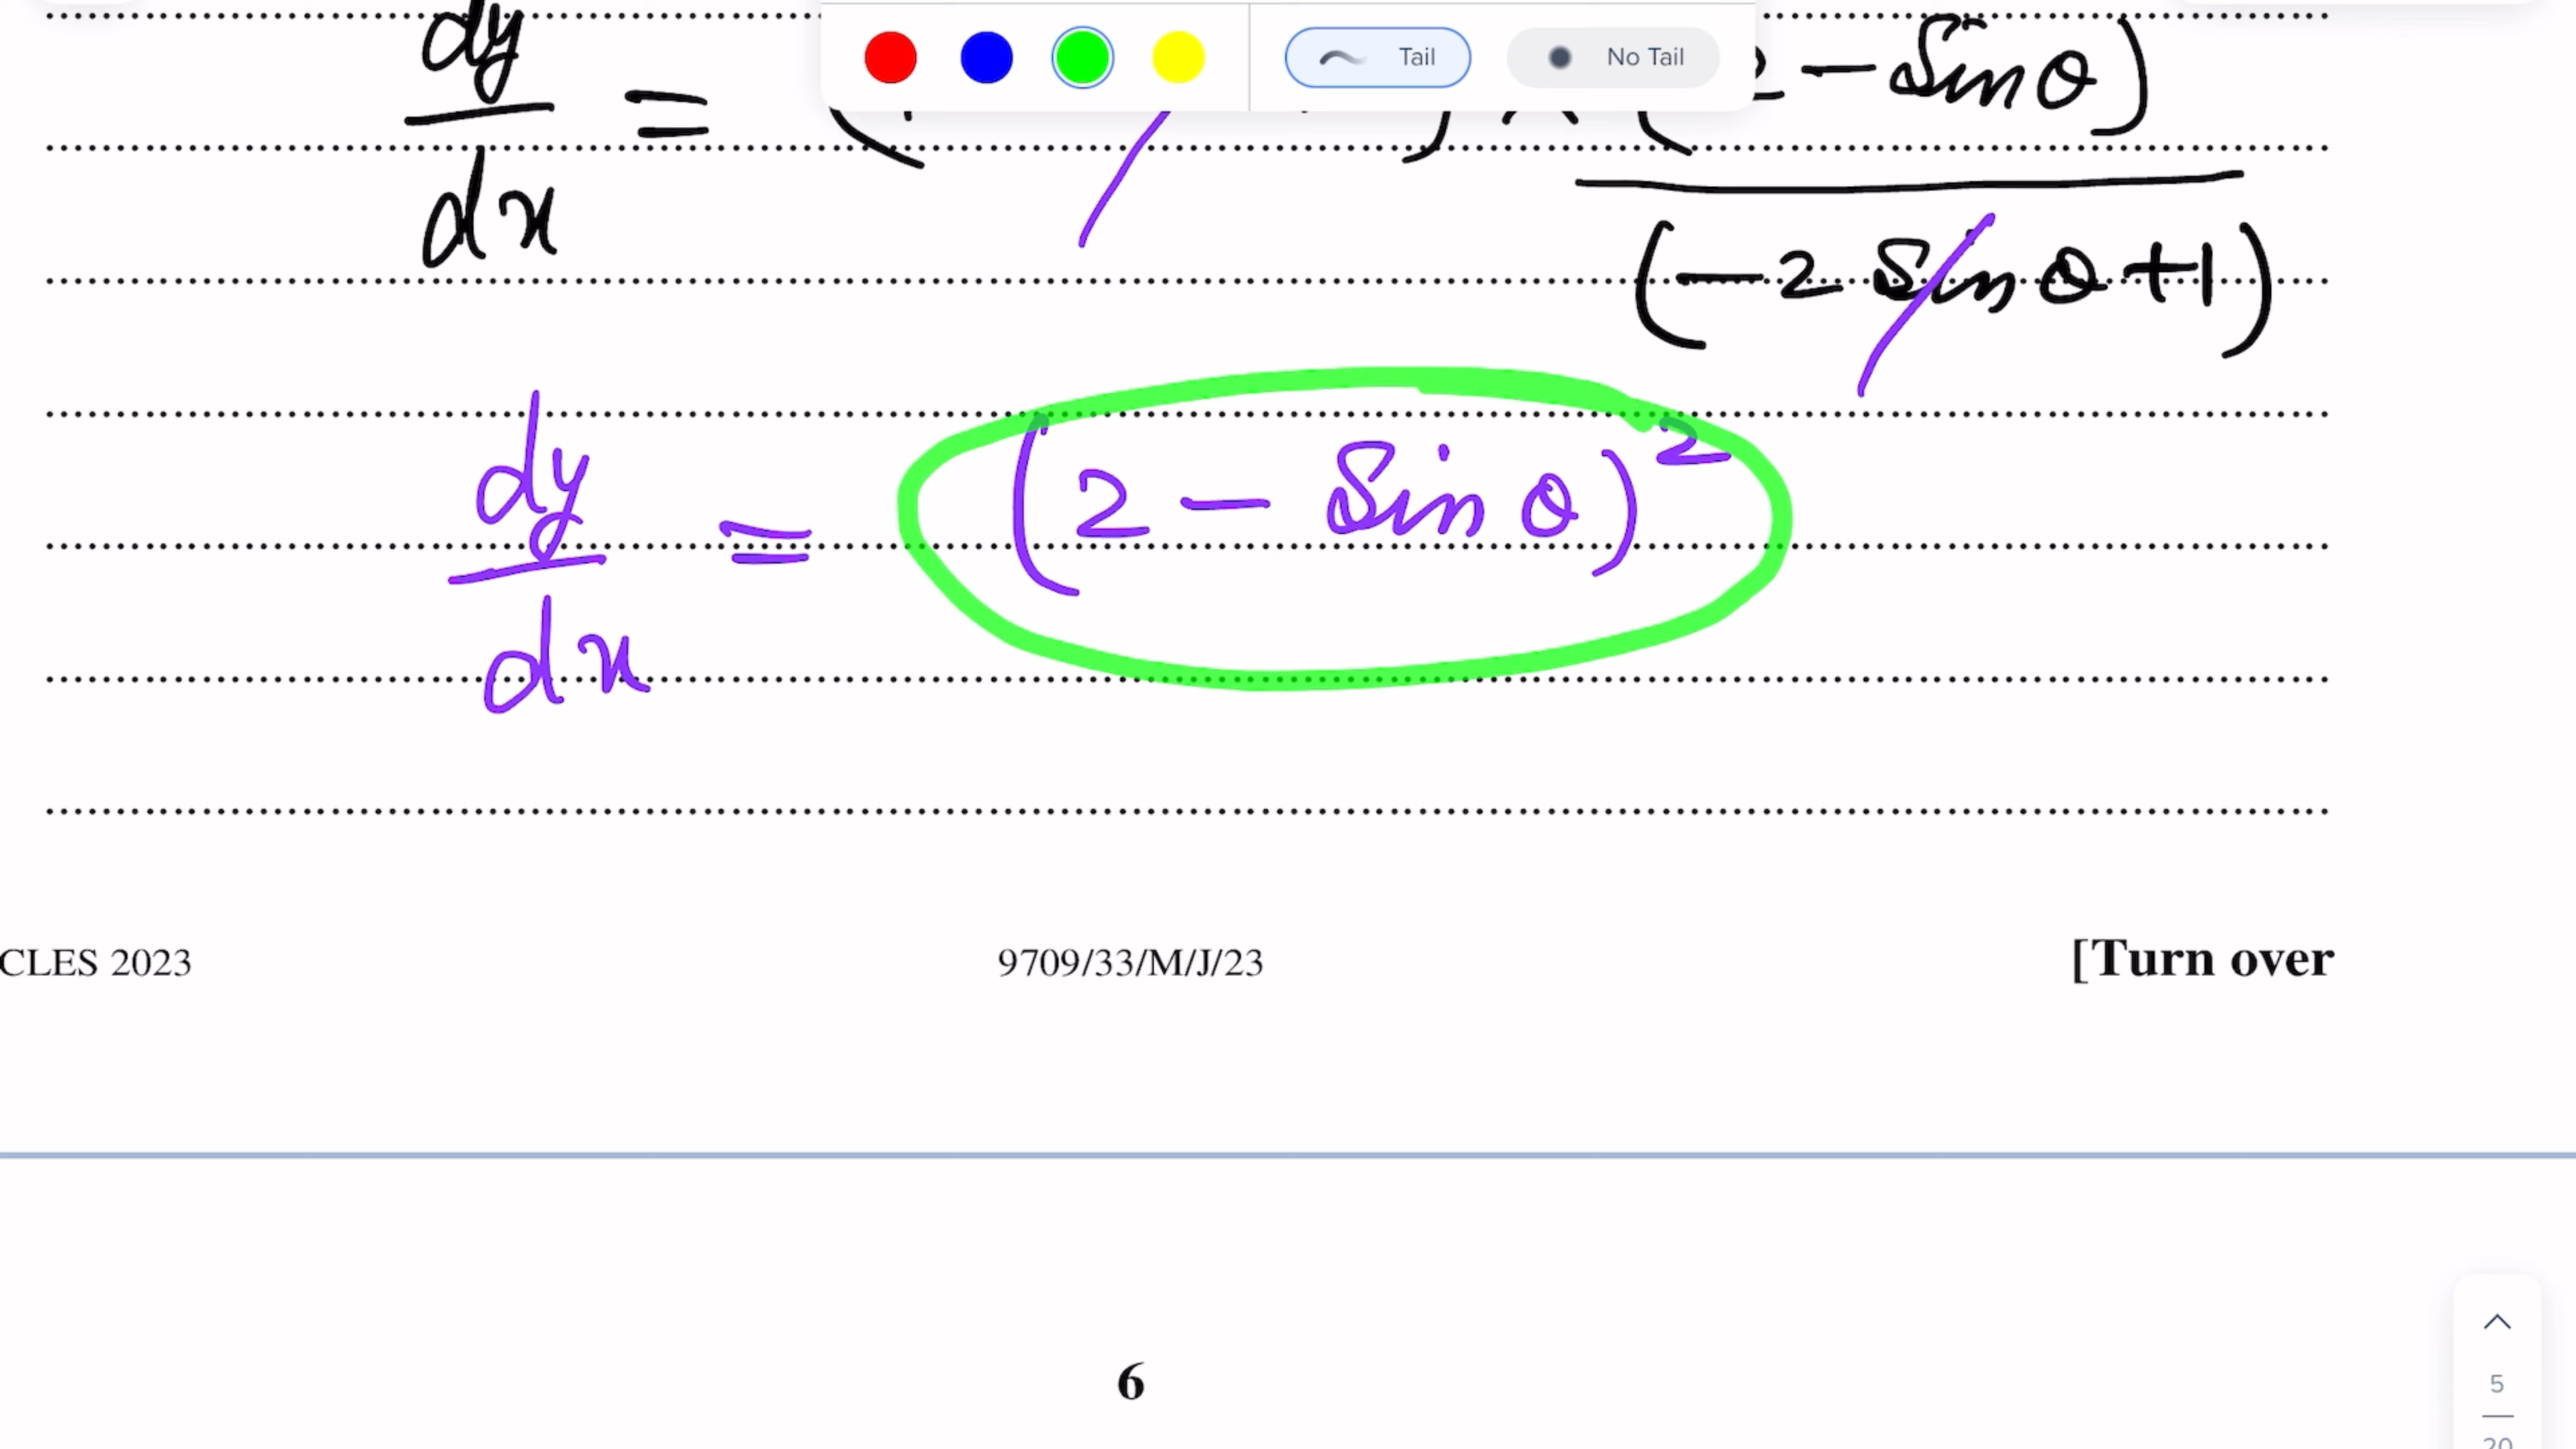 Tail No Tail
dy/dx = ( ) × (2 - Sin θ)
(-2 Sin θ +1)
dy/dx = (2 - Sin θ)²
CLES 2023 9709/33/M/J/23 [Turn over
6
5
20